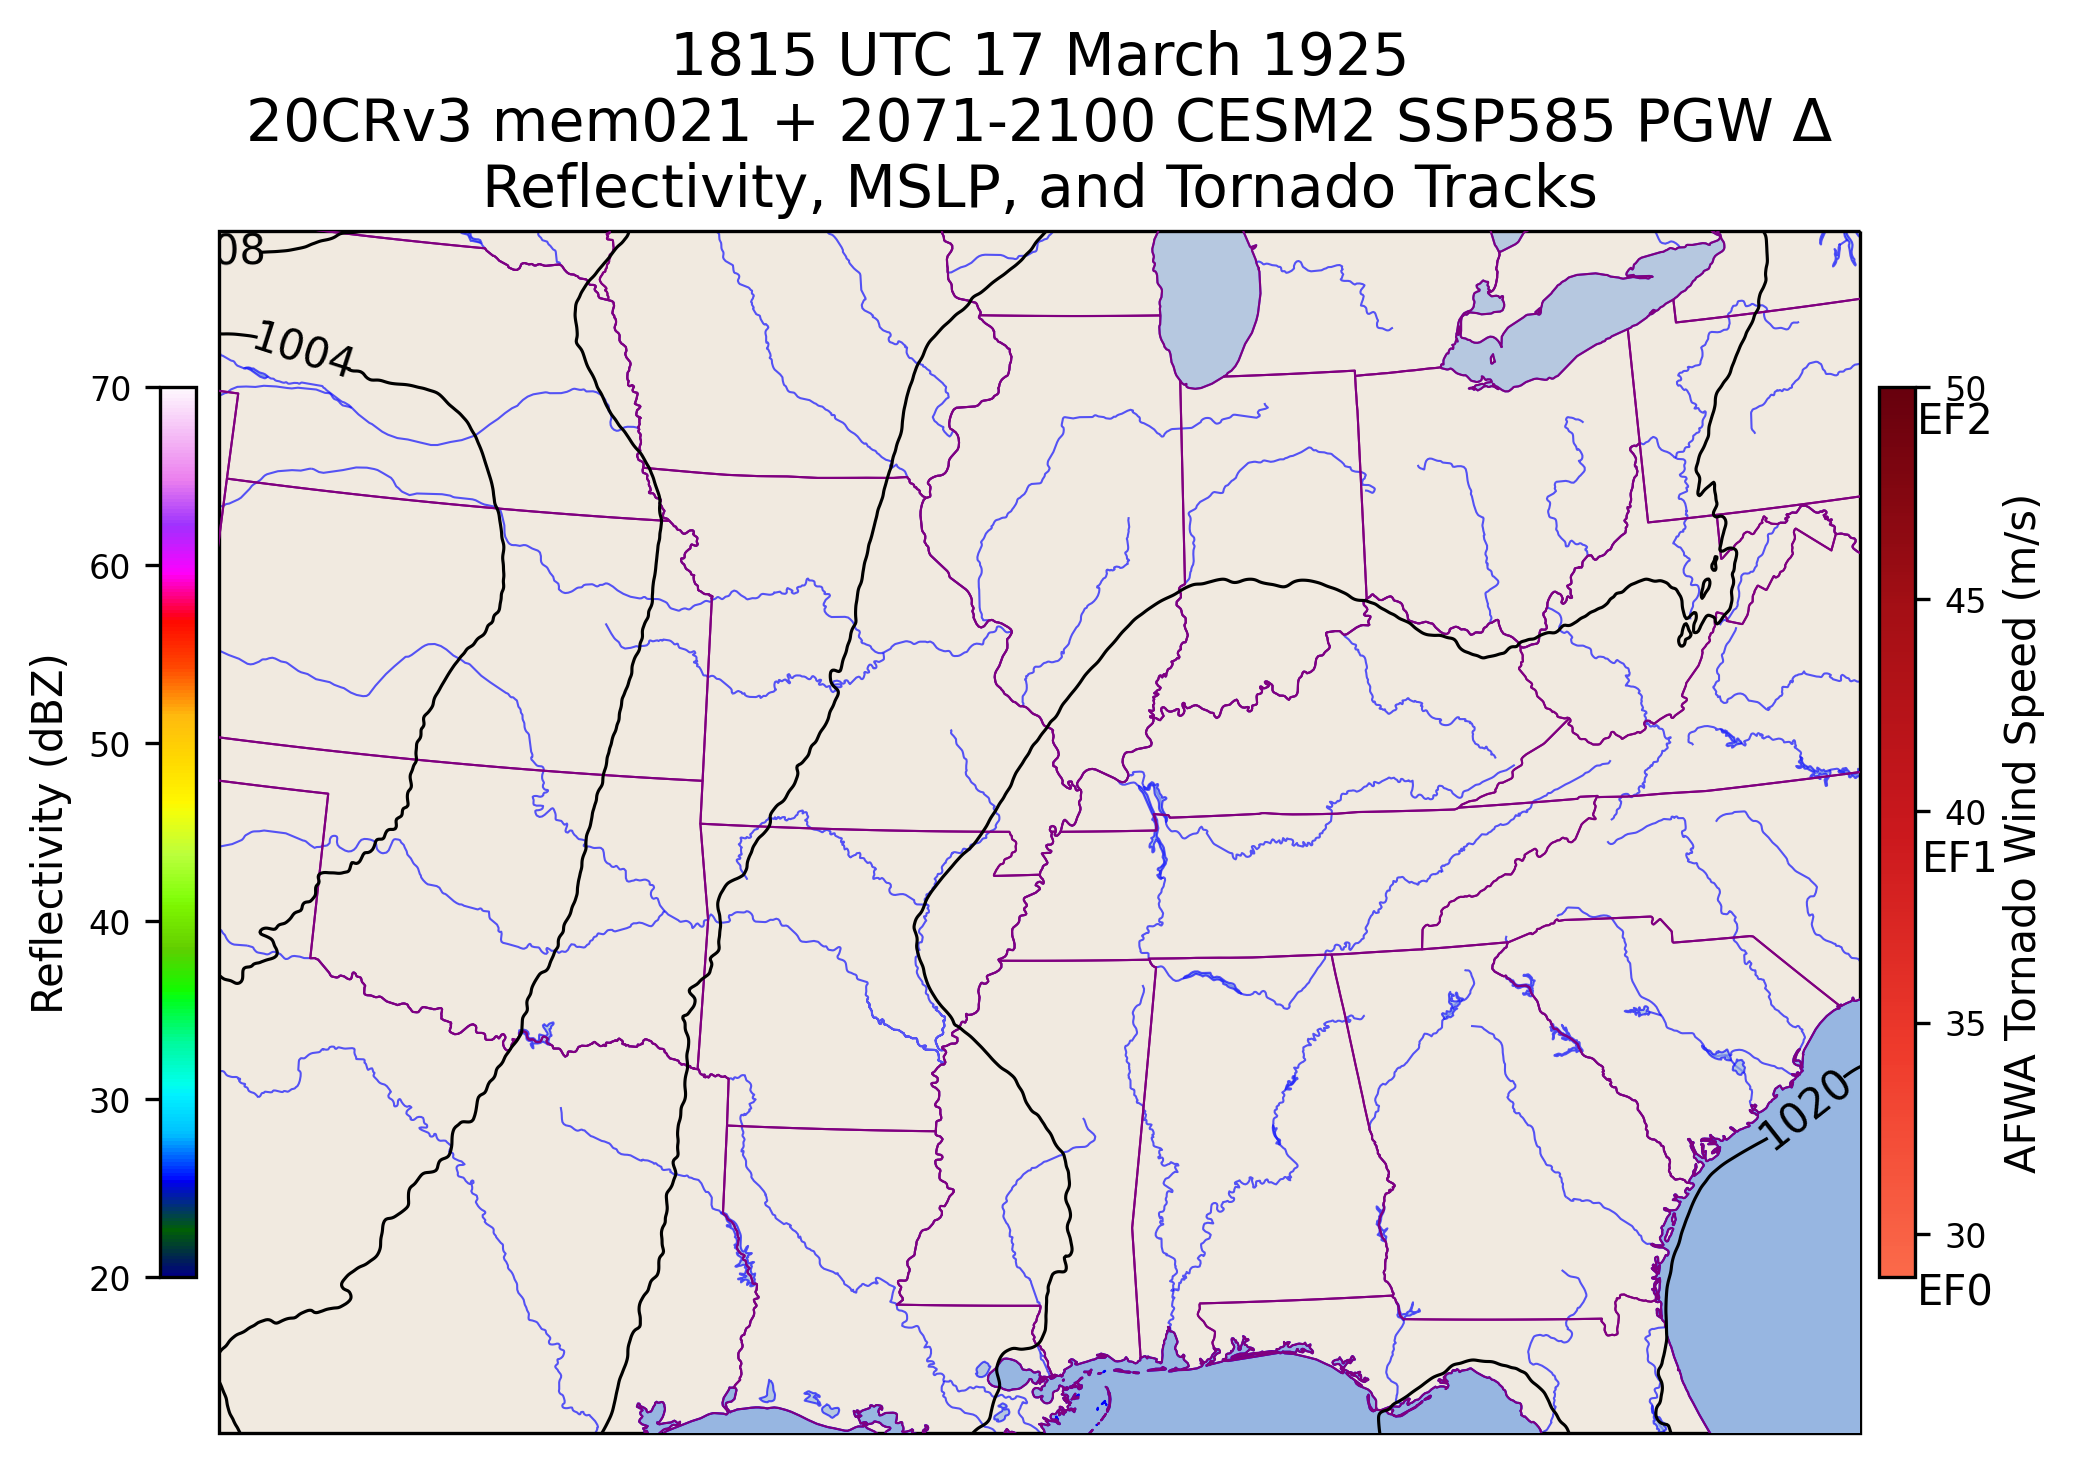 1815 UTC 17 March 1925
20CRv3 mem021 + 2071-2100 CESM2 SSP585 PGW Δ
Reflectivity, MSLP, and Tornado Tracks
08
1004
1020
70
60
50
40
30
20
Reflectivity (dBZ)
50
EF2
45
40
EF1
35
30
EF0
AFWA Tornado Wind Speed (m/s)